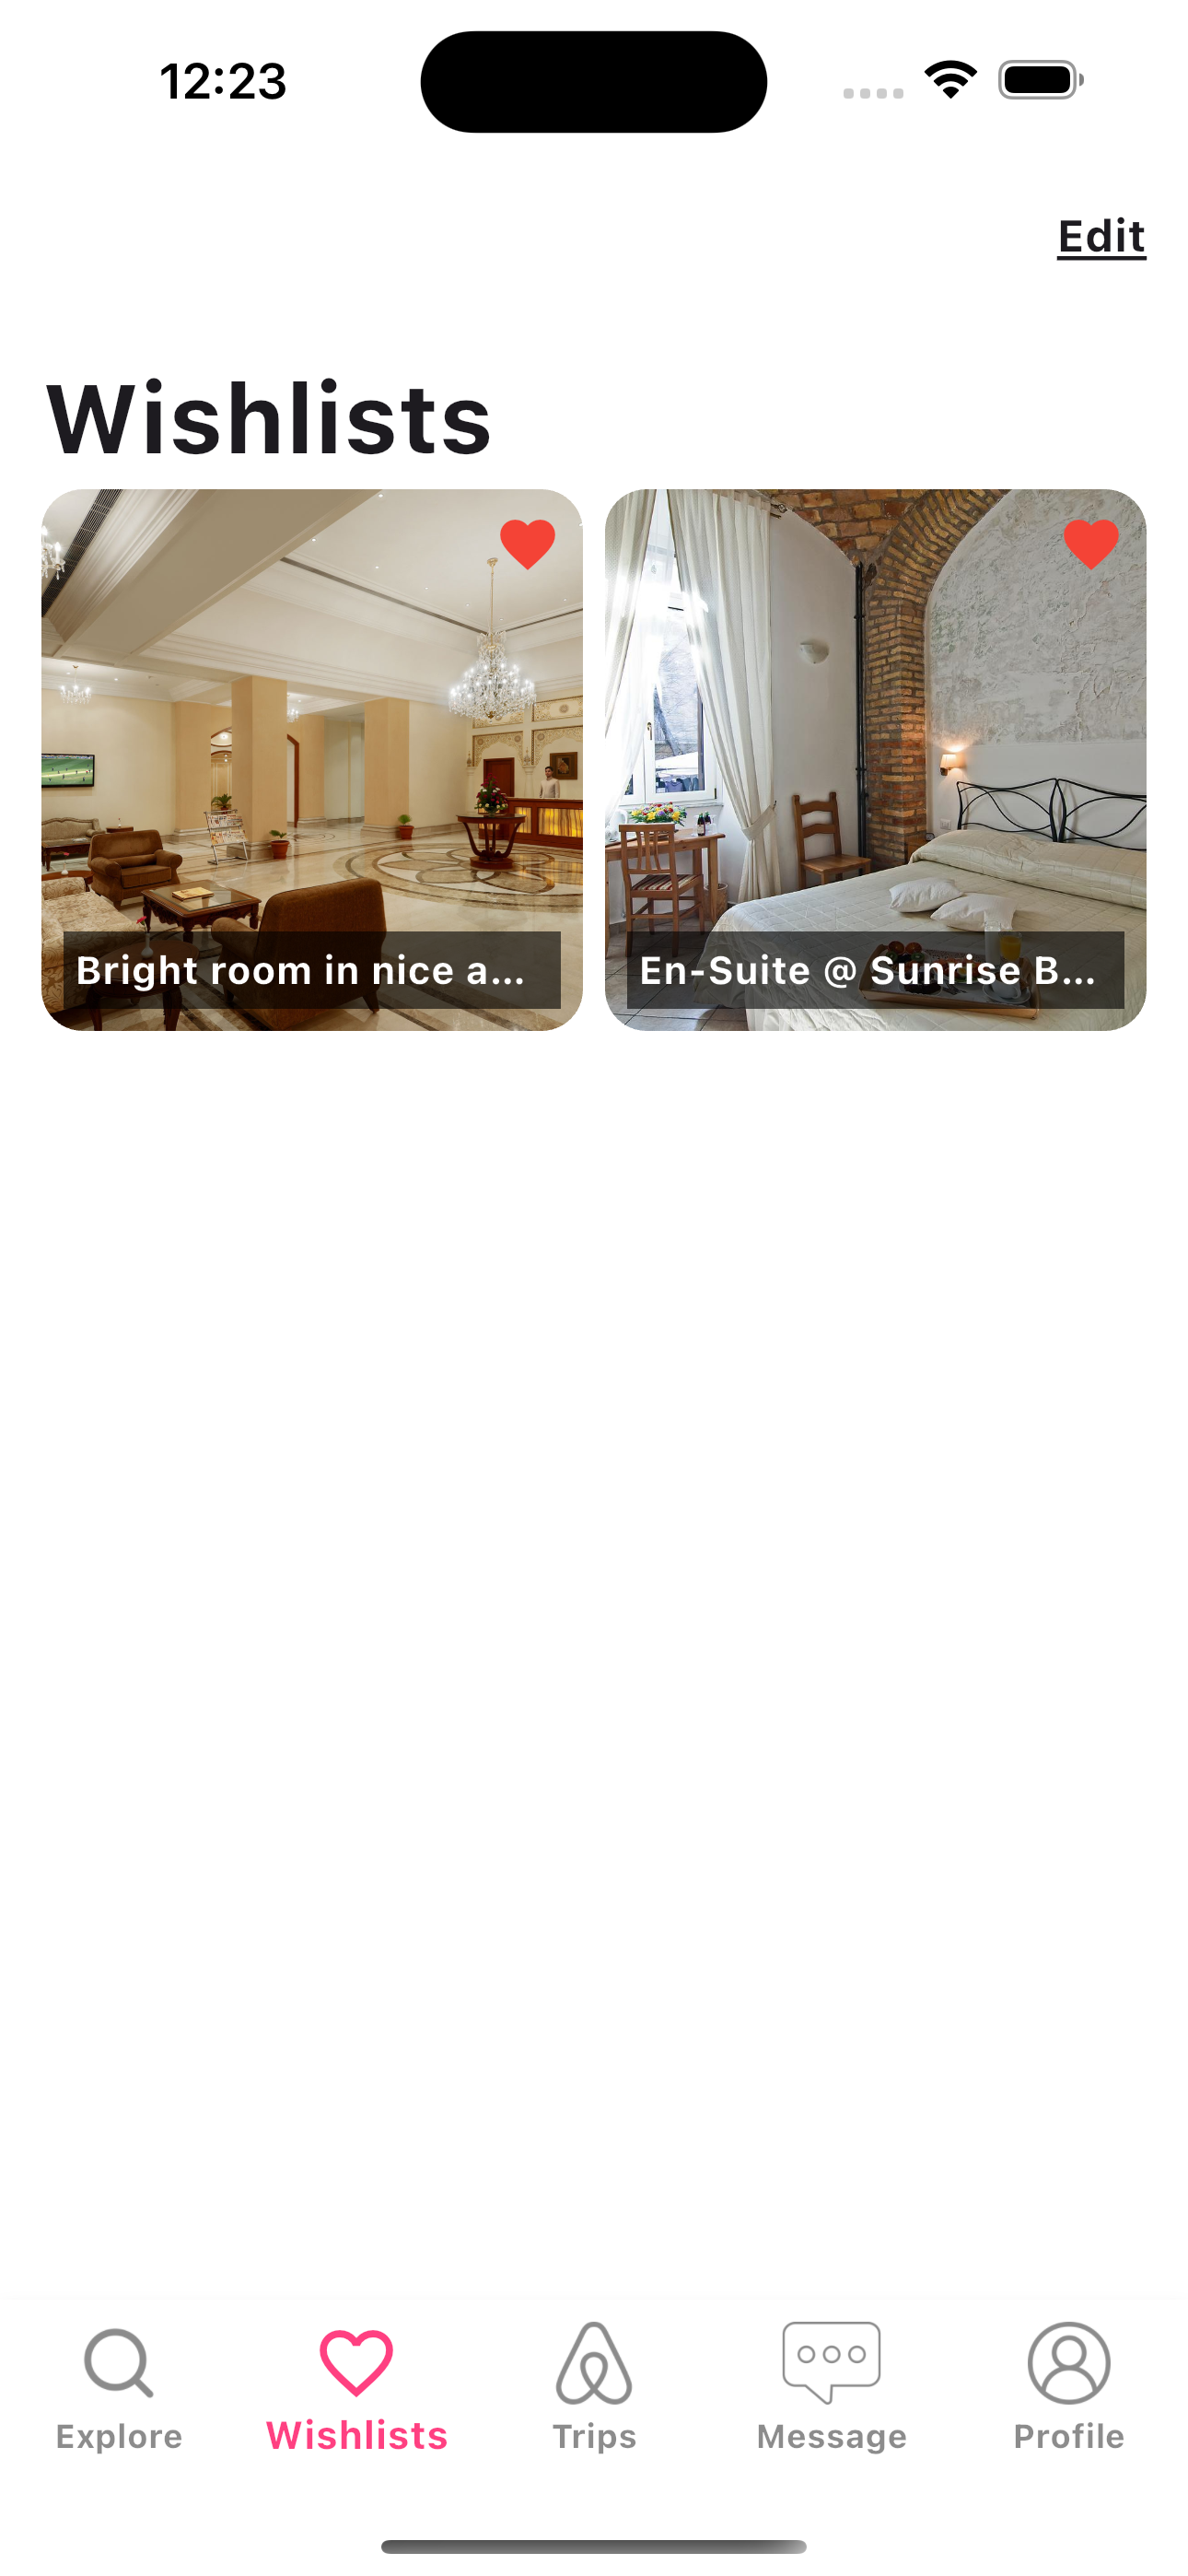 12:23
Edit
Wishlists
Bright room in nice a...
En-Suite @ Sunrise B...
Explore
Wishlists
Trips
Message
Profile